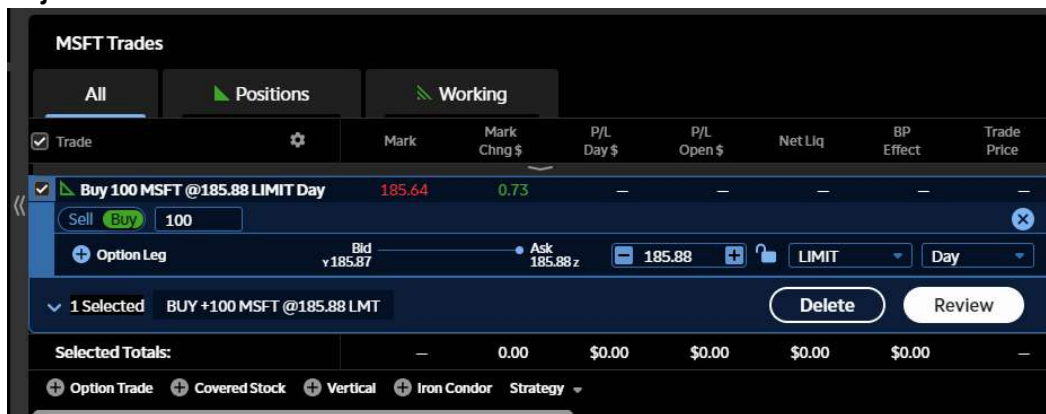 MSFT Trades
All Positions Working
Trade Mark Mark Chng $ P/L Day $ P/L Open $ Net Liq BP Effect Trade Price
Buy 100 MSFT @185.88 LIMIT Day 185.64 0.73 – – – – –
Sell Buy 100
Option Leg Bid Y 185.87 Ask 185.88 z 185.88 LIMIT Day
1 Selected BUY +100 MSFT @185.88 LMT Delete Review
Selected Totals: – 0.00 $0.00 $0.00 $0.00 $0.00 –
Option Trade Covered Stock Vertical Iron Condor Strategy